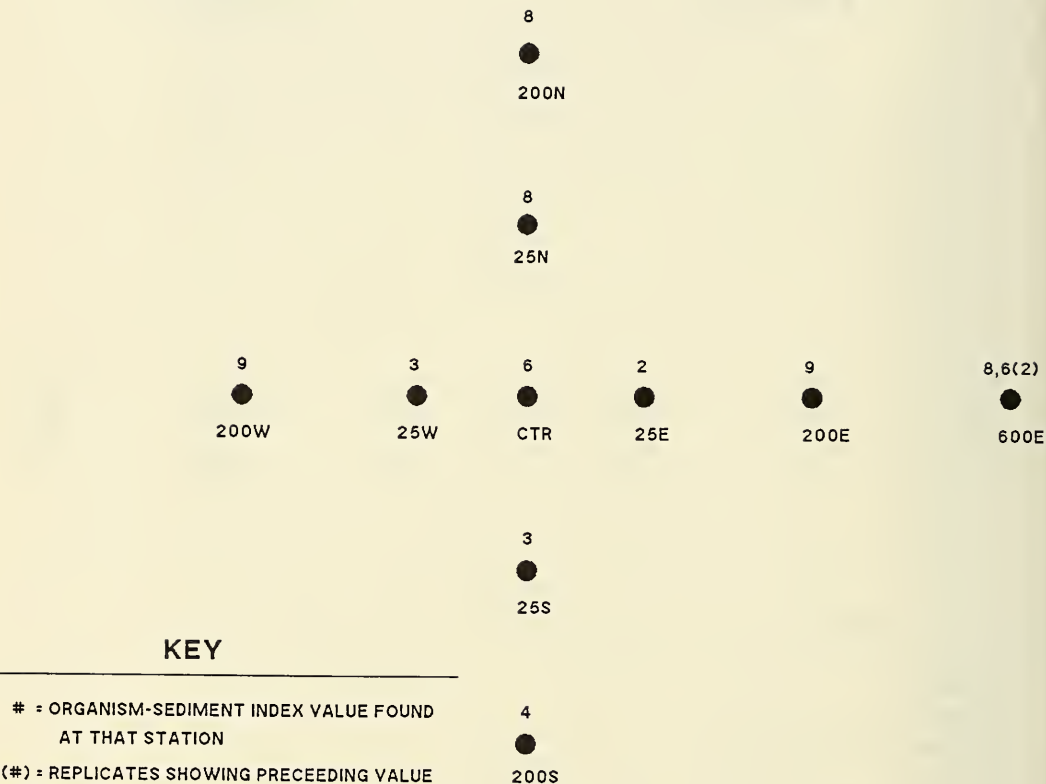 8
200N
8
25N
9 3 6 2 9 8,6(2)
200W 25W CTR 25E 200E 600E
3
25S
KEY
# = ORGANISM-SEDIMENT INDEX VALUE FOUND
AT THAT STATION
(#) = REPLICATES SHOWING PRECEEDING VALUE
4
200S